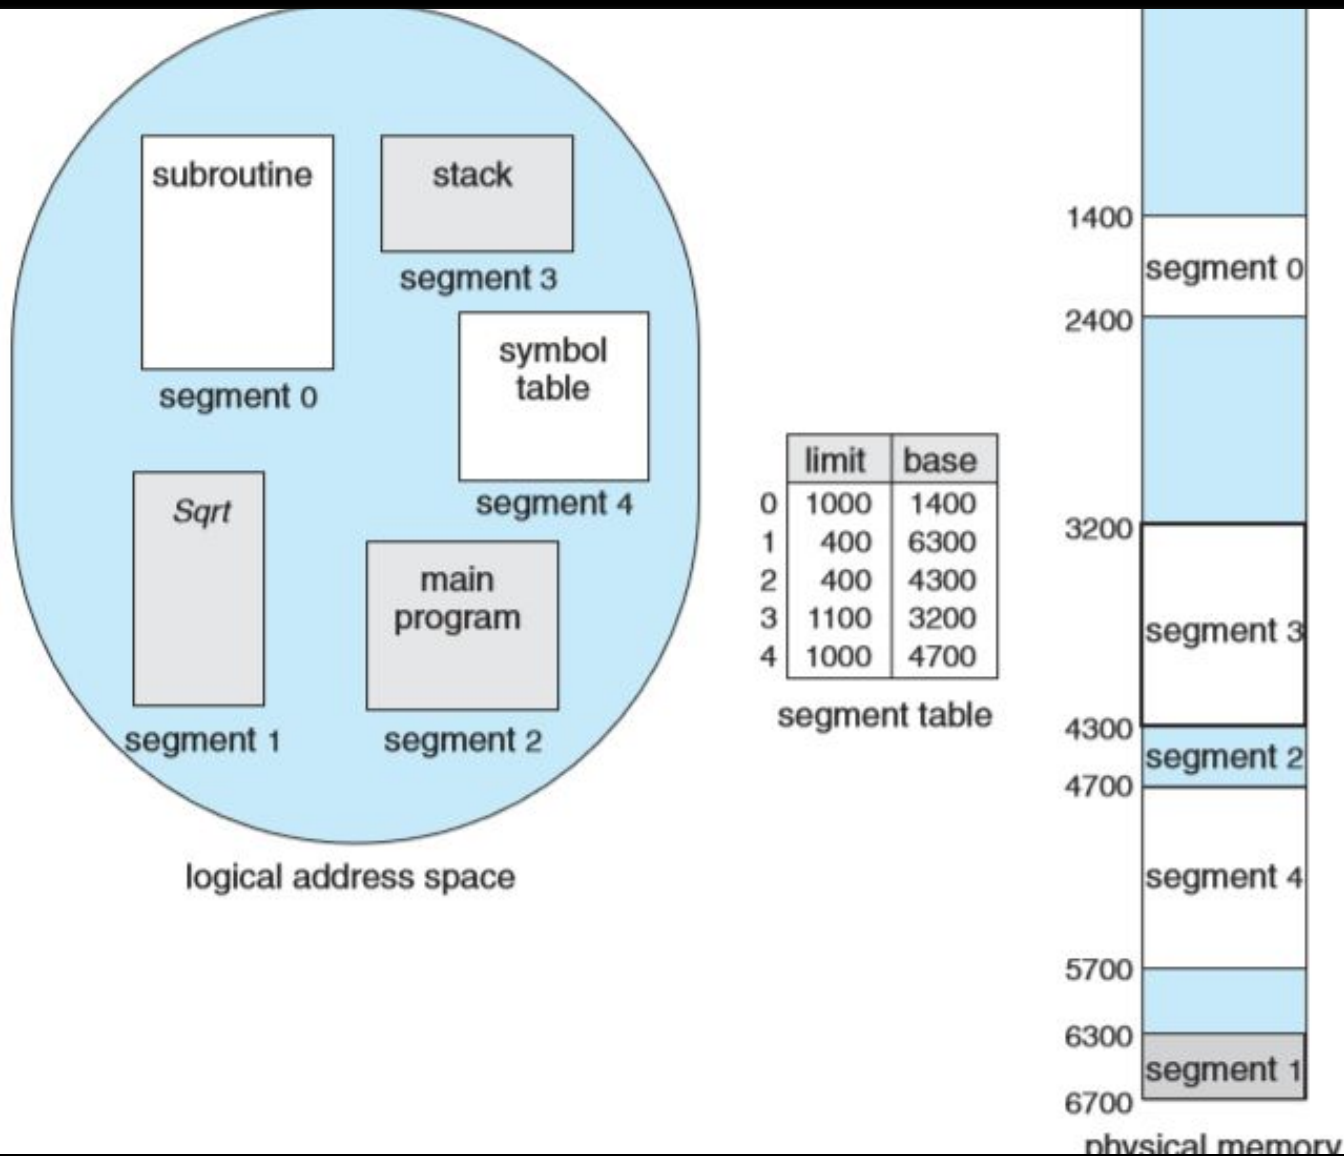 subroutine
segment 0
stack
segment 3
symbol
table
segment 4
Sqrt
segment 1
main
program
segment 2
logical address space
limit base
0 1000 1400
1 400 6300
2 400 4300
3 1100 3200
4 1000 4700
segment table
1400
segment 0
2400
3200
segment 3
4300
segment 2
4700
segment 4
5700
6300
segment 1
6700
physical memory